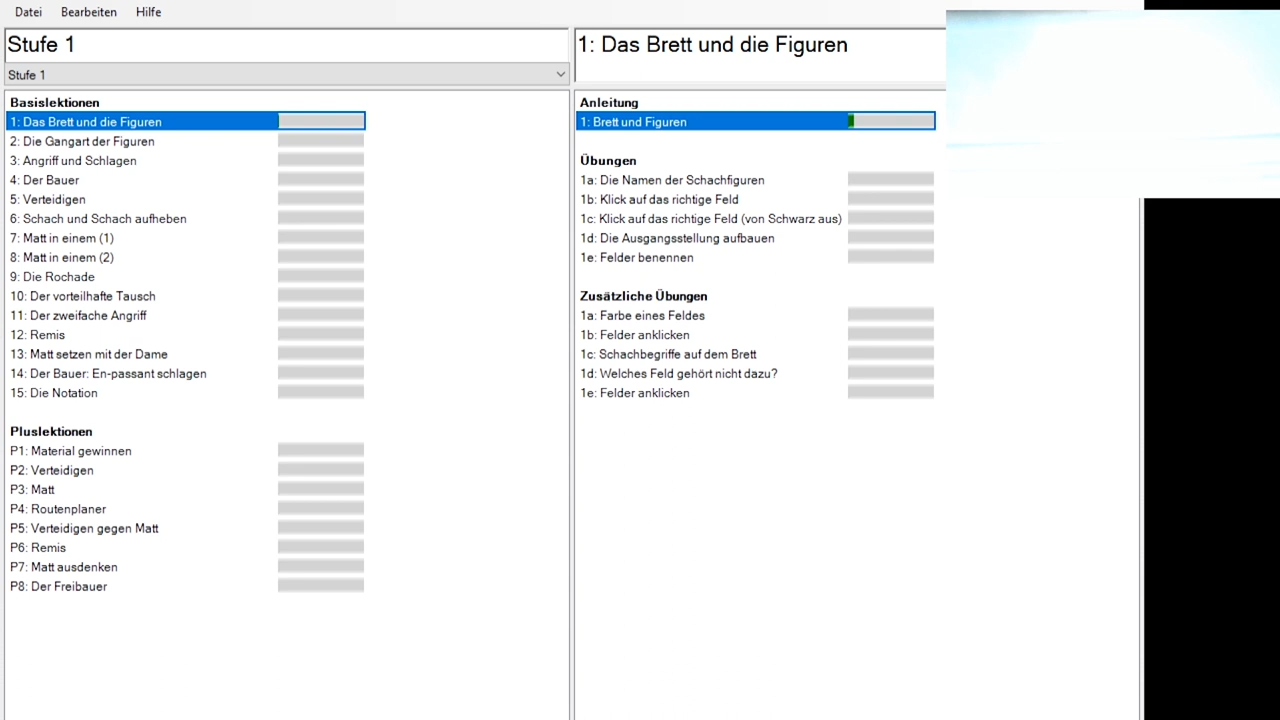 Datei Bearbeiten Hilfe
Stufe 1
Stufe 1
Basislektionen
1: Das Brett und die Figuren
2: Die Gangart der Figuren
3: Angriff und Schlagen
4: Der Bauer
5: Verteidigen
6: Schach und Schach aufheben
7: Matt in einem (1)
8: Matt in einem (2)
9: Die Rochade
10: Der vorteilhafte Tausch
11: Der zweifache Angriff
12: Remis
13: Matt setzen mit der Dame
14: Der Bauer: En-passant schlagen
15: Die Notation
Pluslektionen
P1: Material gewinnen
P2: Verteidigen
P3: Matt
P4: Routenplaner
P5: Verteidigen gegen Matt
P6: Remis
P7: Matt ausdenken
P8: Der Freibauer
1: Das Brett und die Figuren
Anleitung
1: Brett und Figuren
Übungen
1a: Die Namen der Schachfiguren
1b: Klick auf das richtige Feld
1c: Klick auf das richtige Feld (von Schwarz aus)
1d: Die Ausgangsstellung aufbauen
1e: Felder benennen
Zusätzliche Übungen
1a: Farbe eines Feldes
1b: Felder anklicken
1c: Schachbegriffe auf dem Brett
1d: Welches Feld gehört nicht dazu?
1e: Felder anklicken